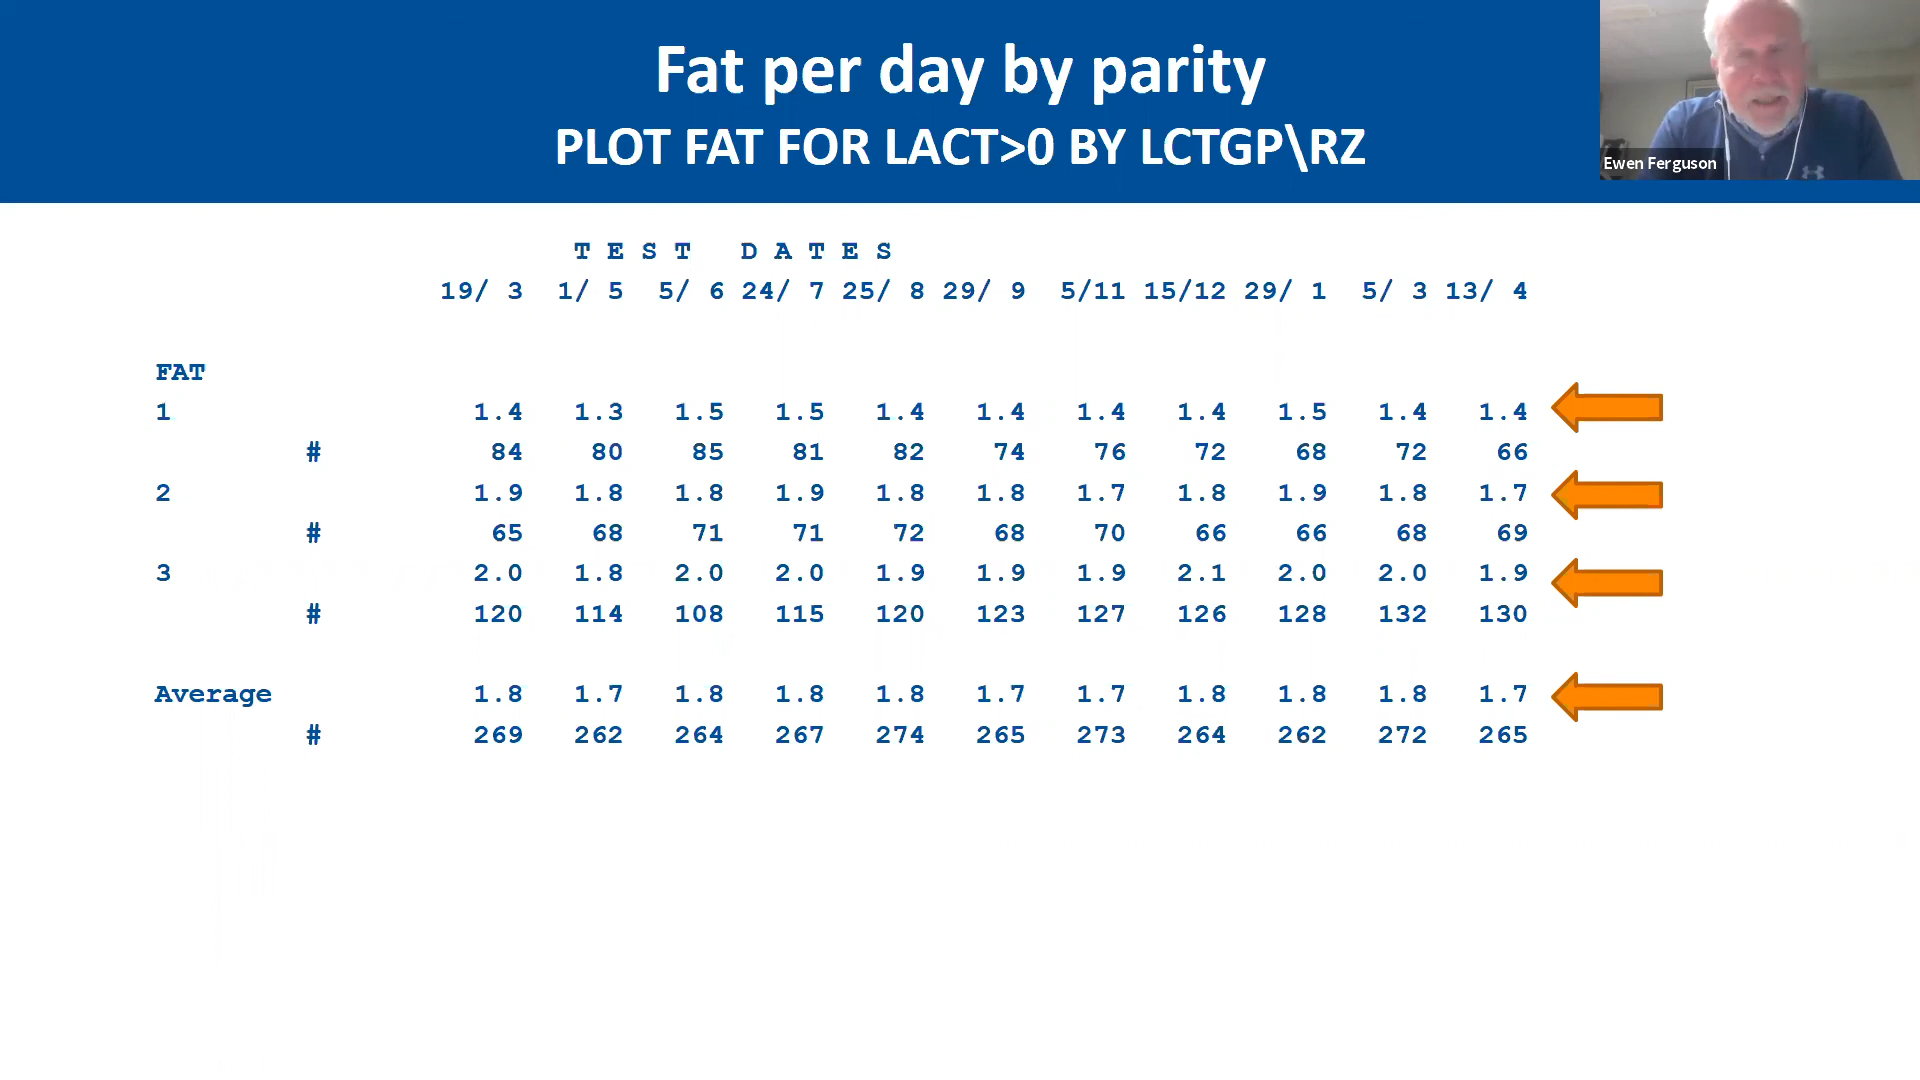 Fat per day by parity
PLOT FAT FOR LACT>0 BY LCTGP\RZ
Ewen Ferguson
T E S T D A T E S
19/ 3 1/ 5 5/ 6 24/ 7 25/ 8 29/ 9 5/11 15/12 29/ 1 5/ 3 13/ 4
FAT
1 1.4 1.3 1.5 1.5 1.4 1.4 1.4 1.4 1.5 1.4 1.4
# 84 80 85 81 82 74 76 72 68 72 66
2 1.9 1.8 1.8 1.9 1.8 1.8 1.7 1.8 1.9 1.8 1.7
# 65 68 71 71 72 68 70 66 66 68 69
3 2.0 1.8 2.0 2.0 1.9 1.9 1.9 2.1 2.0 2.0 1.9
# 120 114 108 115 120 123 127 126 128 132 130
Average 1.8 1.7 1.8 1.8 1.8 1.7 1.7 1.8 1.8 1.8 1.7
# 269 262 264 267 274 265 273 264 262 272 265